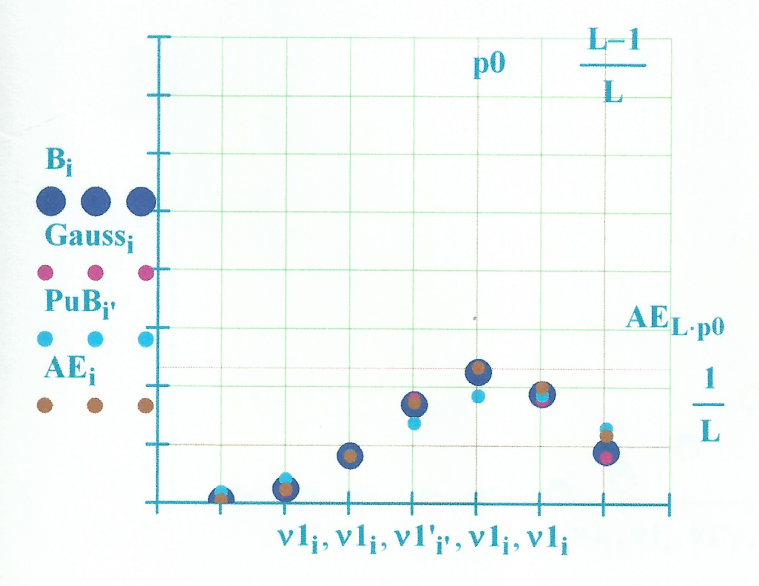 L−1
p0
L
Bᵢ
Gaussᵢ
PuBᵢ'
AE_L·p0
AEᵢ
1
L
ν1ᵢ, ν1ᵢ, ν1'ᵢ', ν1ᵢ, ν1ᵢ